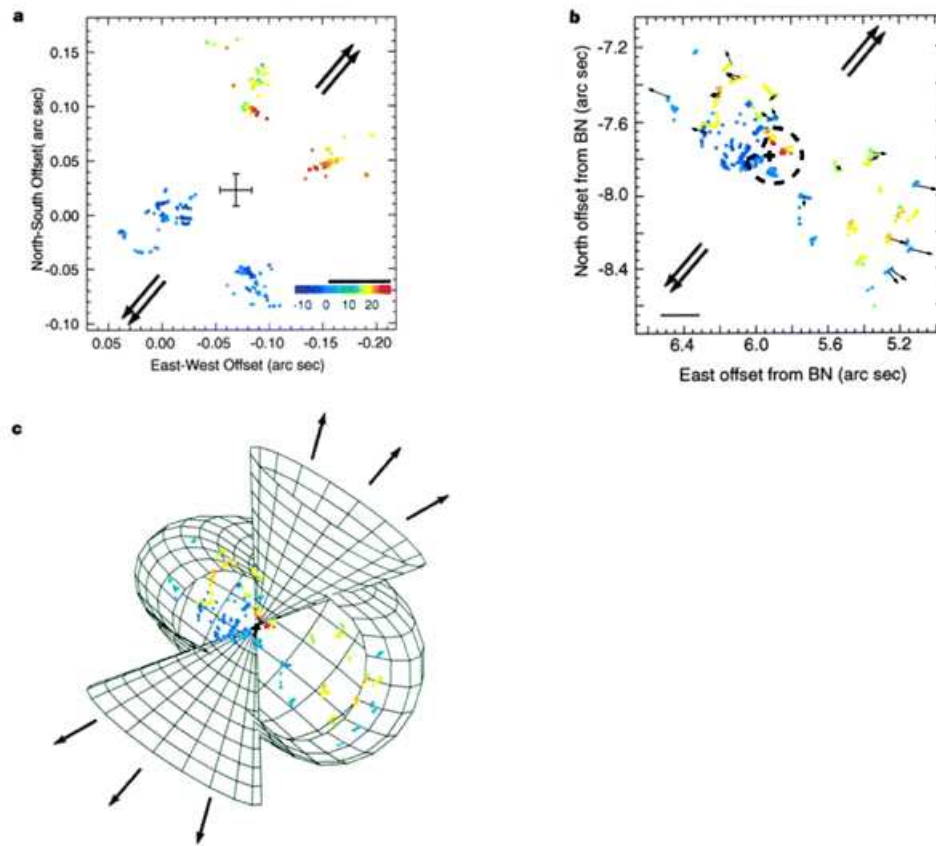 a
0.15
0.10
0.05
0.00
-0.05
-0.10
North-South Offset( arc sec)
-10 0 10 20
0.05 0.00 -0.05 -0.10 -0.15 -0.20
East-West Offset (arc sec)
b
-7.2
-7.6
-8.0
-8.4
North offset from BN (arc sec)
6.4 6.0 5.6 5.2
East offset from BN (arc sec)
c